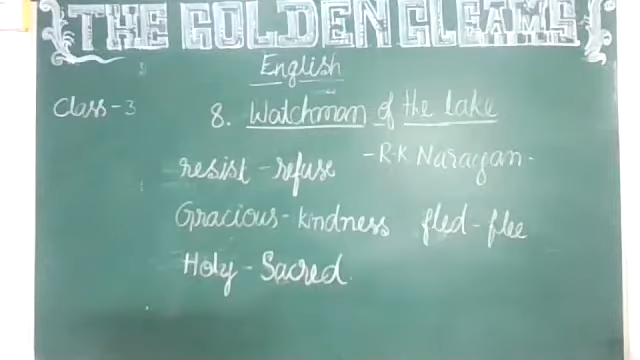 THE GOLDEN GLEAMS
English
Class-3
8. Watchman of the lake
-R.K Narayan-
resist - refuse
Gracious - kindness fled - flee
Holy - Sacred.